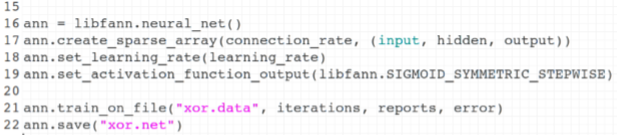 15
16 ann = libfann.neural_net()
17 ann.create_sparse_array(connection_rate, (input, hidden, output))
18 ann.set_learning_rate(learning_rate)
19 ann.set_activation_function_output(libfann.SIGMOID_SYMMETRIC_STEPWISE)
20
21 ann.train_on_file("xor.data", iterations, reports, error)
22 ann.save("xor.net")